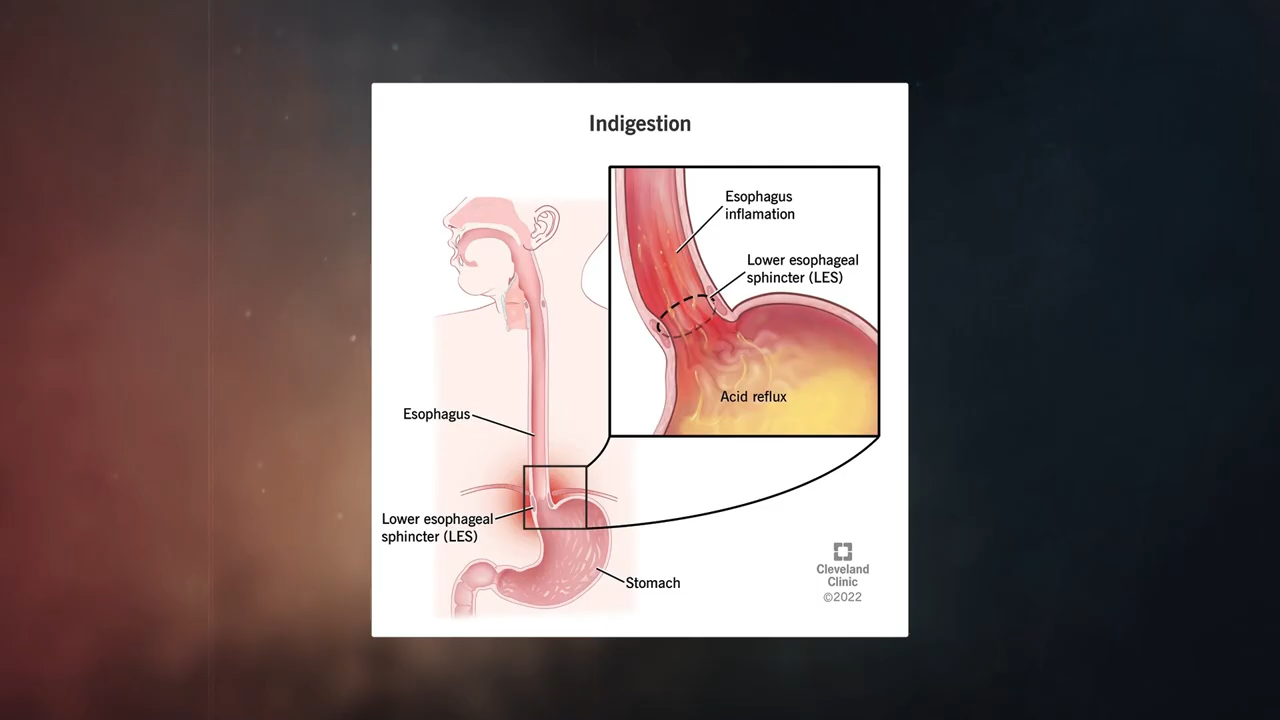 Indigestion
Esophagus
inflamation
Lower esophageal
sphincter (LES)
Acid reflux
Esophagus
Lower esophageal
sphincter (LES)
Stomach
Cleveland
Clinic
©2022